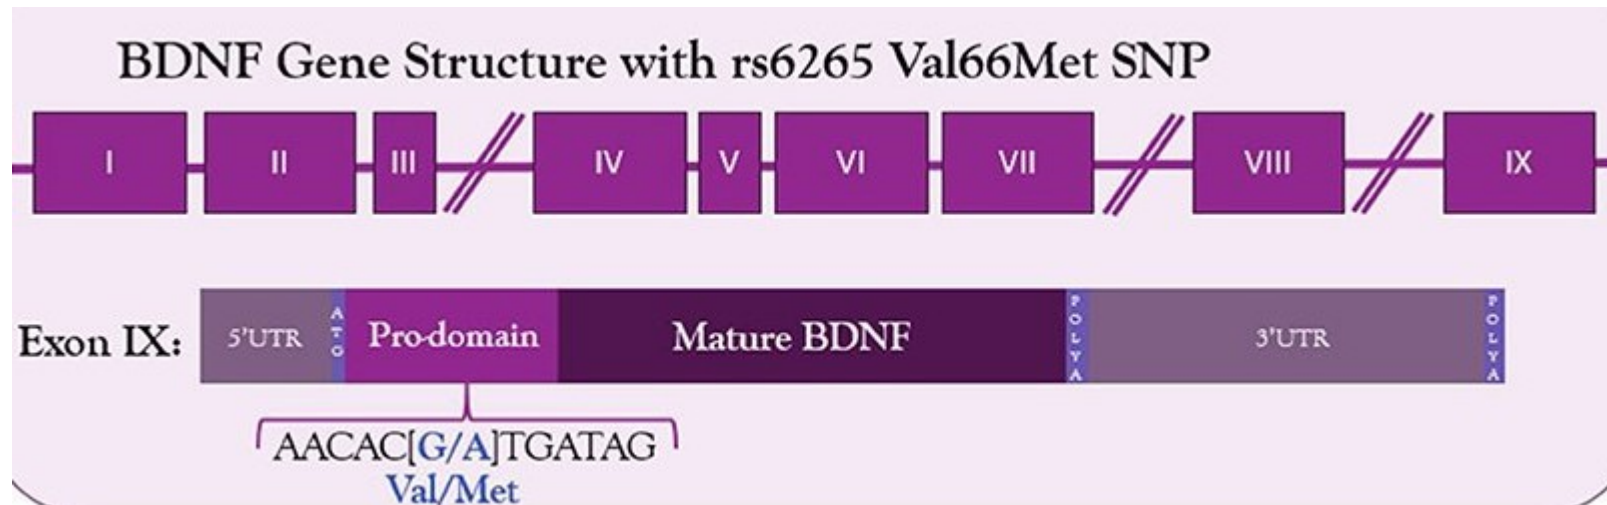 BDNF Gene Structure with rs6265 Val66Met SNP
I II III IV V VI VII VIII IX
Exon IX: 5'UTR ATG Pro-domain Mature BDNF POLYA 3'UTR POLYA
AACAC[G/A]TGATAG
Val/Met